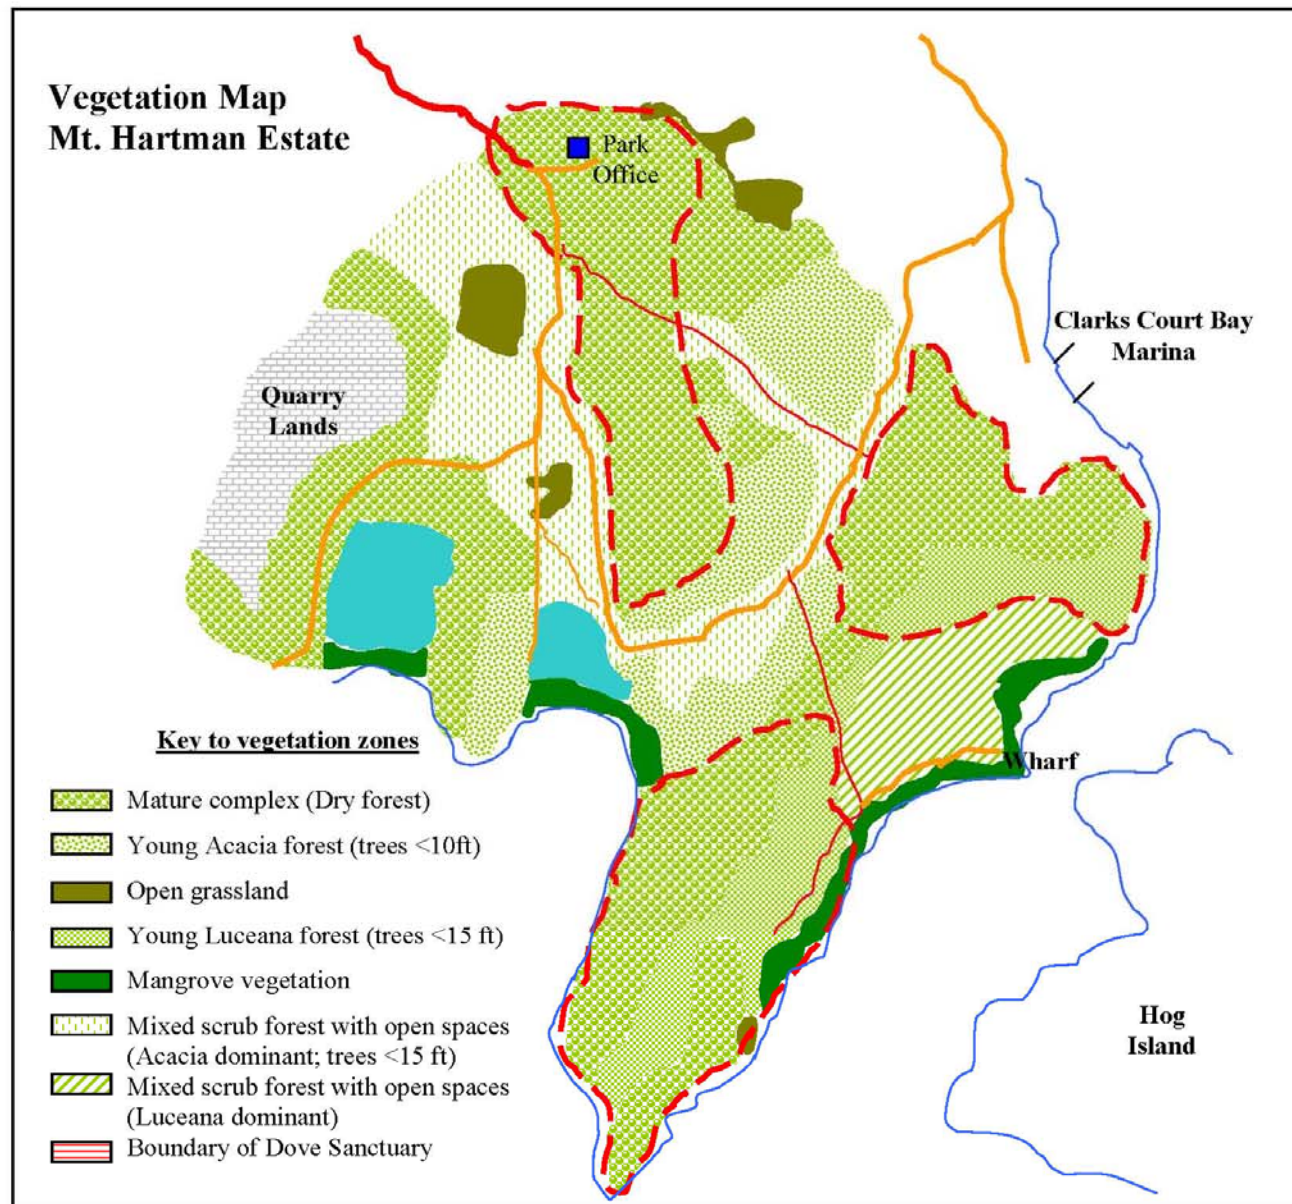 Vegetation Map
Mt. Hartman Estate
Park
Office
Clarks Court Bay
Marina
Quarry
Lands
Key to vegetation zones
Wharf
Mature complex (Dry forest)
Young Acacia forest (trees <10ft)
Open grassland
Young Luceana forest (trees <15 ft)
Mangrove vegetation
Mixed scrub forest with open spaces
(Acacia dominant; trees <15 ft)
Mixed scrub forest with open spaces
(Luceana dominant)
Boundary of Dove Sanctuary
Hog
Island